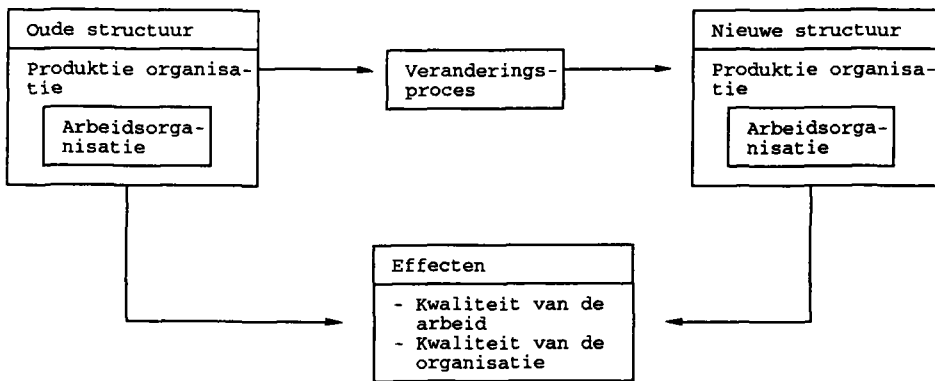 Oude structuur
Produktie organisa-
tie
Arbeidsorga-
nisatie
Veranderings-
proces
Nieuwe structuur
Produktie organisa-
tie
Arbeidsorga-
nisatie
Effecten
- Kwaliteit van de
arbeid
- Kwaliteit van de
organisatie